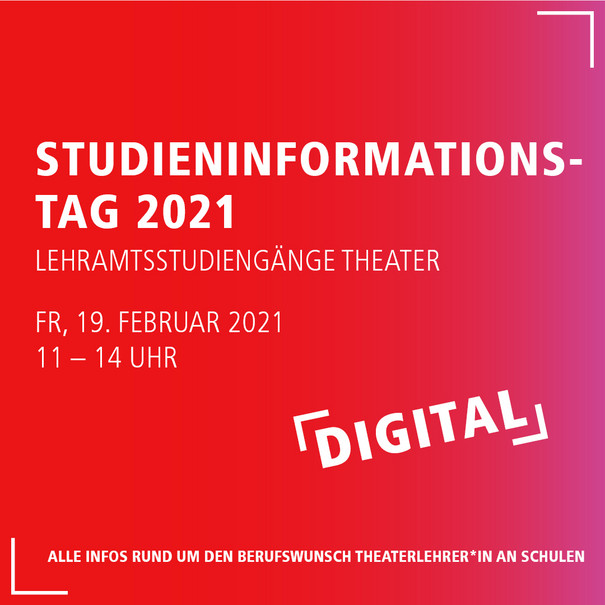 STUDIENINFORMATIONS-
TAG 2021
LEHRAMTSSTUDIENGÄNGE THEATER
FR, 19. FEBRUAR 2021
11 – 14 UHR
DIGITAL
ALLE INFOS RUND UM DEN BERUFSWUNSCH THEATERLEHRER*IN AN SCHULEN